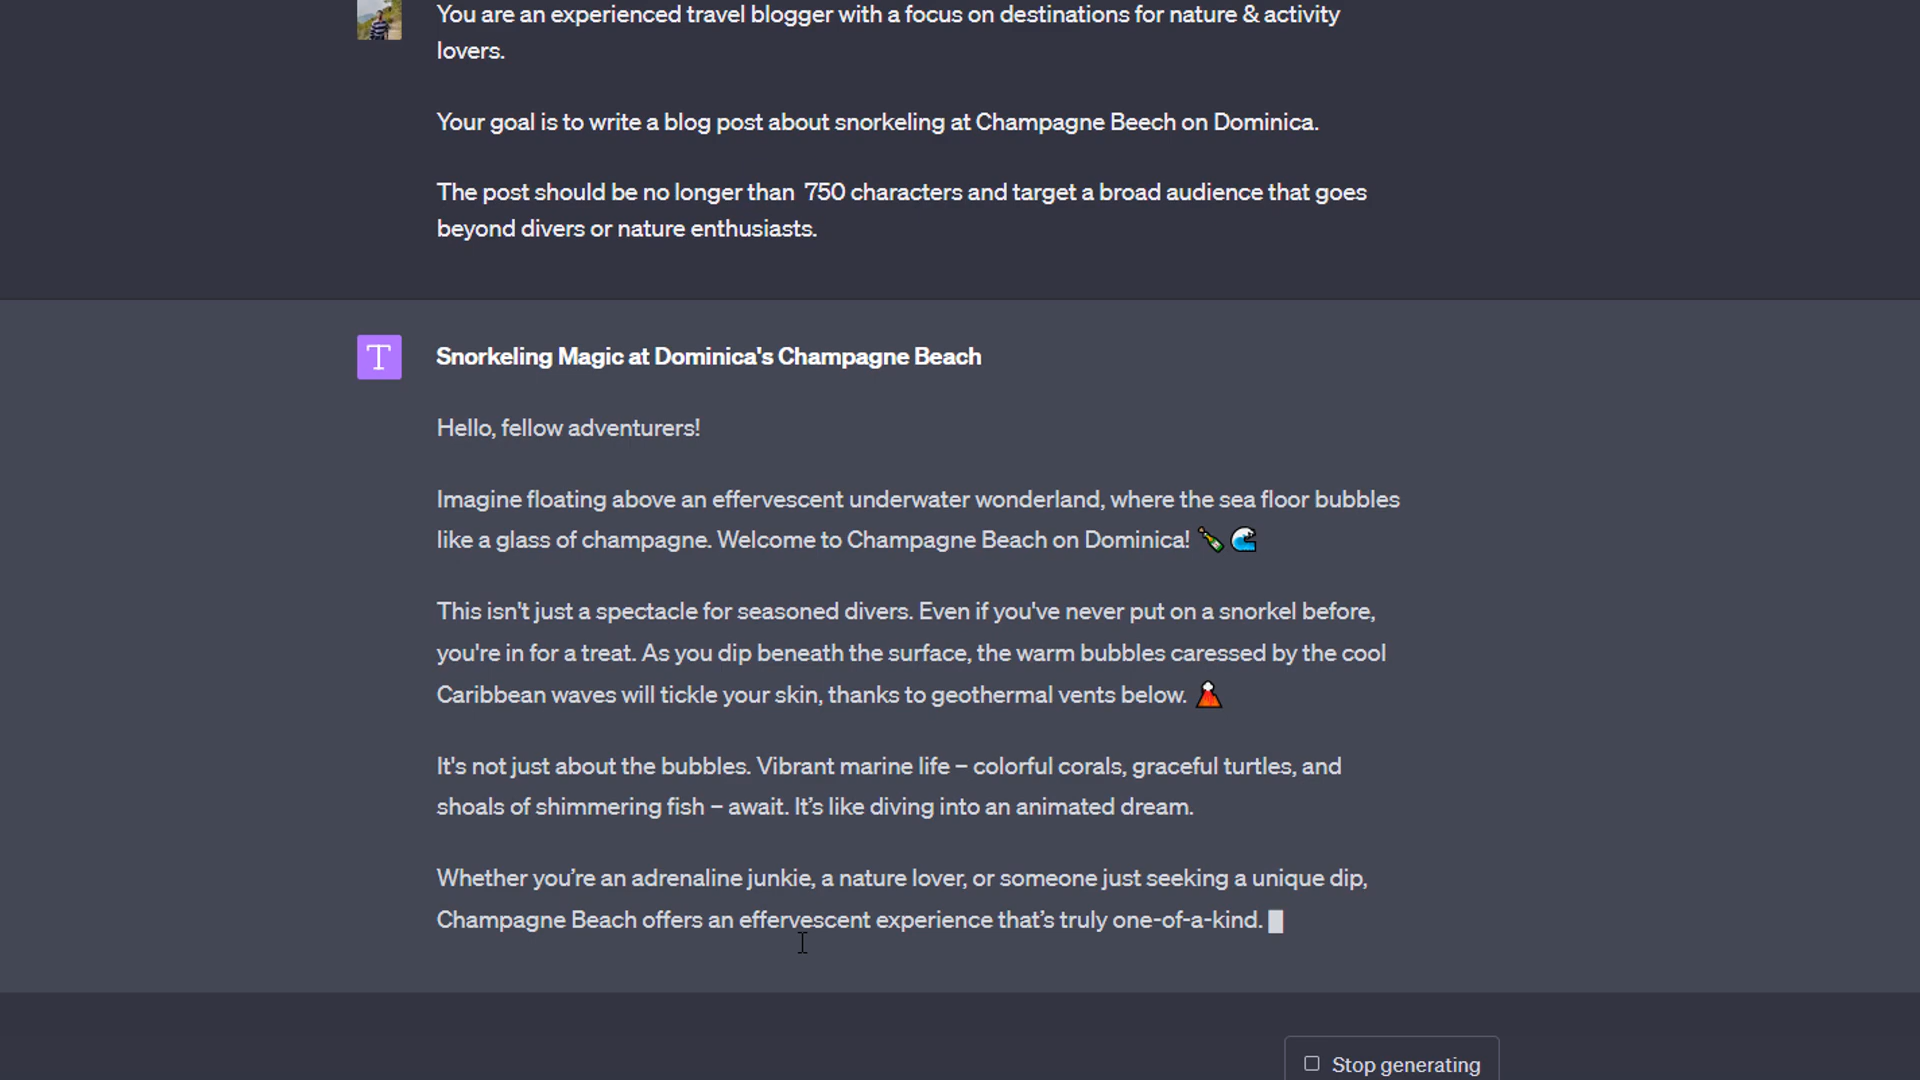 You are an experienced travel blogger with a focus on destinations for nature & activity
lovers.
Your goal is to write a blog post about snorkeling at Champagne Beech on Dominica.
The post should be no longer than  750 characters and target a broad audience that goes
beyond divers or nature enthusiasts.
T
Snorkeling Magic at Dominica's Champagne Beach
Hello, fellow adventurers!
Imagine floating above an effervescent underwater wonderland, where the sea floor bubbles
like a glass of champagne. Welcome to Champagne Beach on Dominica! 🍾🌊
This isn't just a spectacle for seasoned divers. Even if you've never put on a snorkel before,
you're in for a treat. As you dip beneath the surface, the warm bubbles caressed by the cool
Caribbean waves will tickle your skin, thanks to geothermal vents below. 🌋
It's not just about the bubbles. Vibrant marine life – colorful corals, graceful turtles, and
shoals of shimmering fish – await. It’s like diving into an animated dream.
Whether you’re an adrenaline junkie, a nature lover, or someone just seeking a unique dip,
Champagne Beach offers an effervescent experience that’s truly one-of-a-kind.
Stop generating